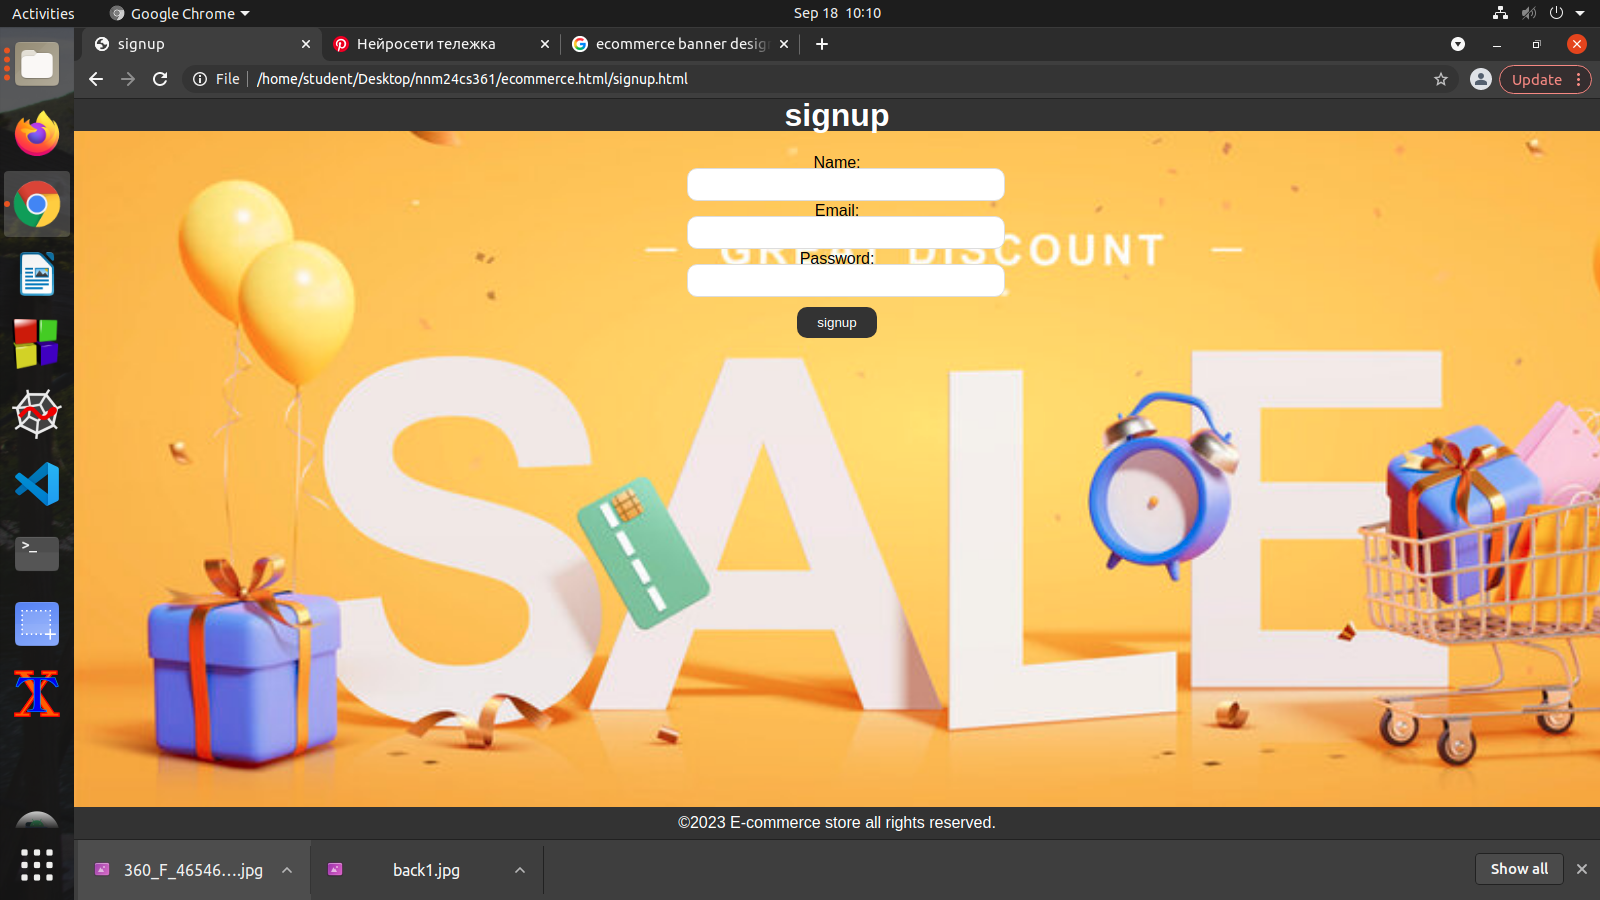 Activities
Google Chrome
Sep 18 10:10
signup
Нейросети тележка
ecommerce banner desig
File
/home/student/Desktop/nnm24cs361/ecommerce.html/signup.html
Update
signup
Name:
Email:
GREAT DISCOUNT
Password:
signup
SALE
>_
©2023 E-commerce store all rights reserved.
360_F_46546....jpg
back1.jpg
Show all